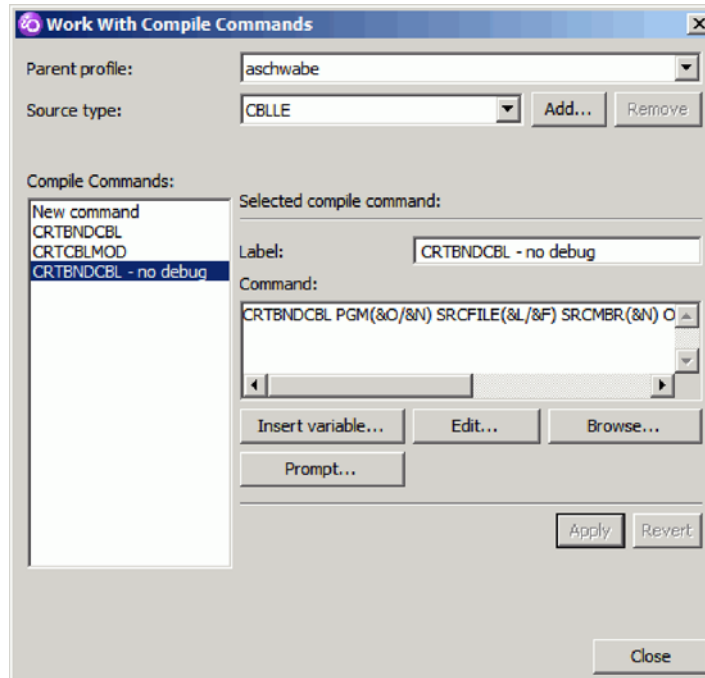 Work With Compile Commands
Parent profile: aschwabe
Source type: CBLLE Add... Remove
Compile Commands:
New command
CRTBNDCBL
CRTCBLMOD
CRTBNDCBL - no debug
Selected compile command:
Label: CRTBNDCBL - no debug
Command:
CRTBNDCBL PGM(&O/&N) SRCFILE(&L/&F) SRCMBR(&N) O
Insert variable... Edit... Browse...
Prompt...
Apply Revert
Close